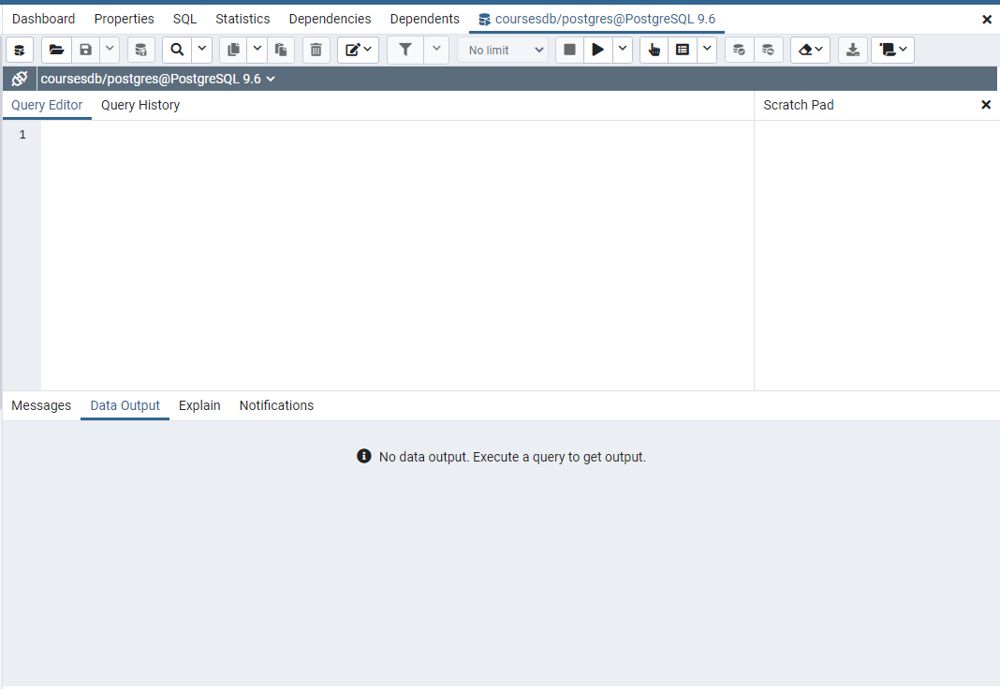 Dashboard Properties SQL Statistics Dependencies Dependents coursesdb/postgres@PostgreSQL 9.6
No limit
coursesdb/postgres@PostgreSQL 9.6
Query Editor Query History Scratch Pad
1
Messages Data Output Explain Notifications
No data output. Execute a query to get output.